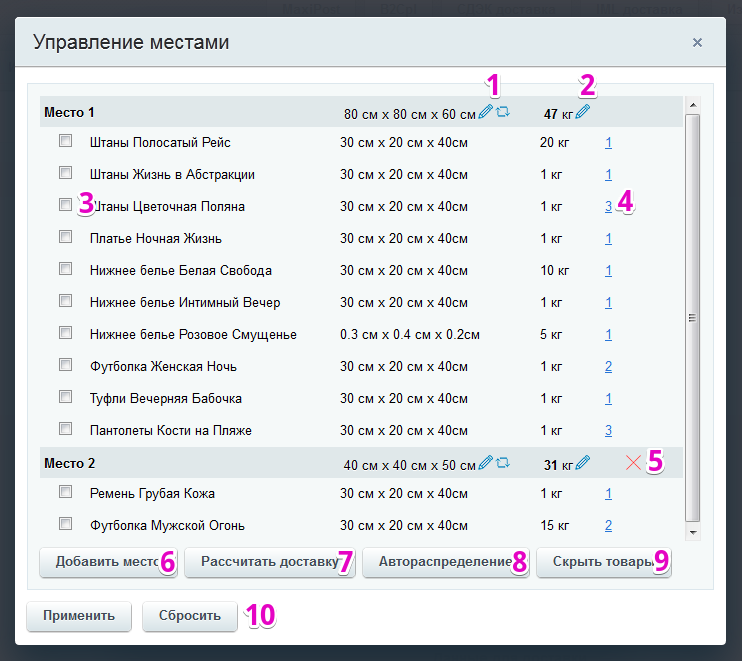 Управление местами ×
1 2
Место 1 80 см x 80 см x 60 см 47 кг
Штаны Полосатый Рейс 30 см x 20 см x 40см 20 кг 1
Штаны Жизнь в Абстракции 30 см x 20 см x 40см 1 кг 1
3 Штаны Цветочная Поляна 30 см x 20 см x 40см 1 кг 3 4
Платье Ночная Жизнь 30 см x 20 см x 40см 1 кг 1
Нижнее белье Белая Свобода 30 см x 20 см x 40см 10 кг 1
Нижнее белье Интимный Вечер 30 см x 20 см x 40см 1 кг 1
Нижнее белье Розовое Смущенье 0.3 см x 0.4 см x 0.2см 5 кг 1
Футболка Женская Ночь 30 см x 20 см x 40см 1 кг 2
Туфли Вечерняя Бабочка 30 см x 20 см x 40см 1 кг 1
Пантолеты Кости на Пляже 30 см x 20 см x 40см 1 кг 3
Место 2 40 см x 40 см x 50 см 31 кг 5
Ремень Грубая Кожа 30 см x 20 см x 40см 1 кг 1
Футболка Мужской Огонь 30 см x 20 см x 40см 15 кг 2
Добавить место 6 Рассчитать доставку 7 Автораспределение 8 Скрыть товары 9
Применить Сбросить 10